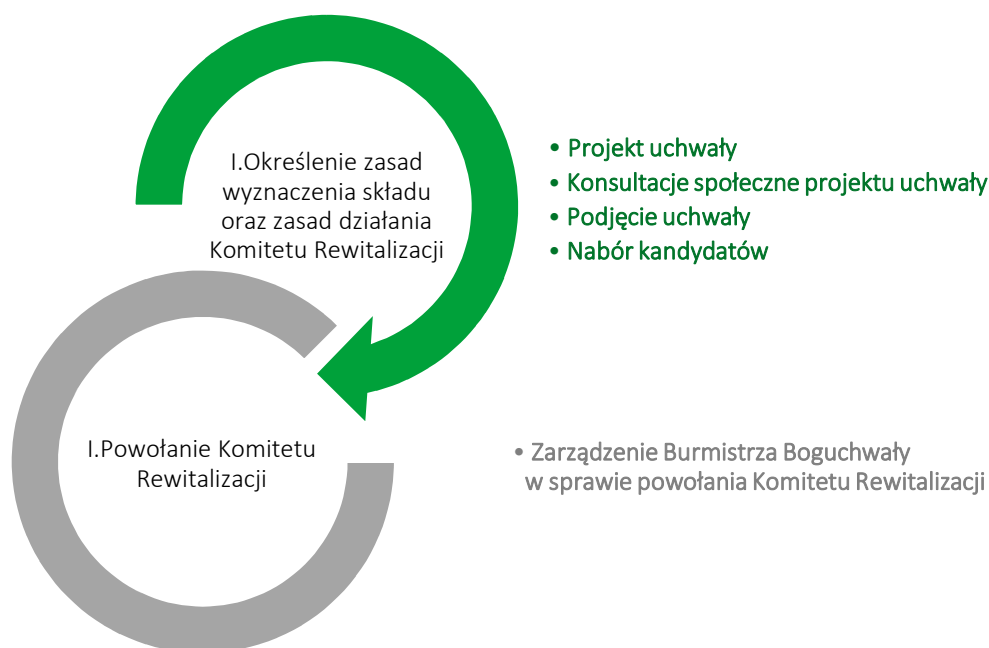 I.Określenie zasad
wyznaczenia składu
oraz zasad działania
Komitetu Rewitalizacji
• Projekt uchwały
• Konsultacje społeczne projektu uchwały
• Podjęcie uchwały
• Nabór kandydatów
I.Powołanie Komitetu
Rewitalizacji
• Zarządzenie Burmistrza Boguchwały
w sprawie powołania Komitetu Rewitalizacji